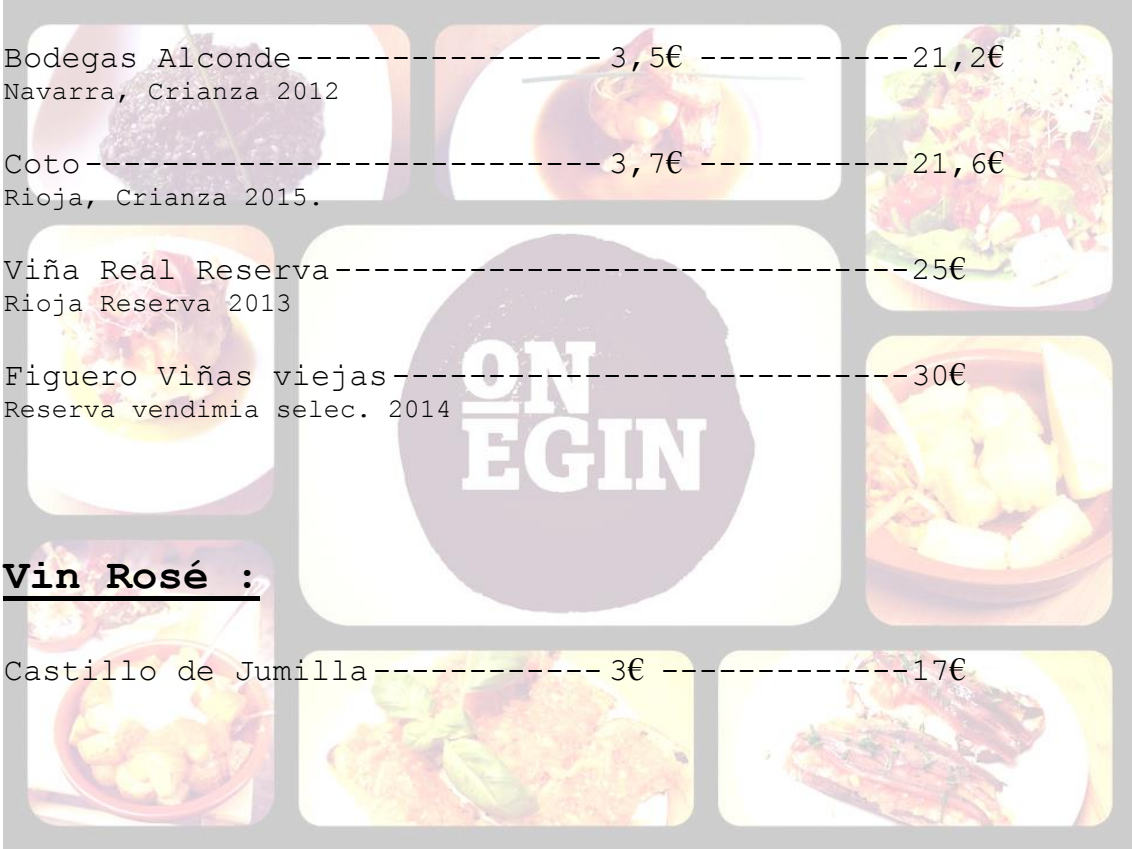 Bodegas Alconde---------------- 3,5€ -----------21,2€
Navarra, Crianza 2012
Coto--------------------------- 3,7€ -----------21,6€
Rioja, Crianza 2015.
Viña Real Reserva------------------------------25€
Rioja Reserva 2013
Figuero Viñas viejas---------------------------30€
Reserva vendimia selec. 2014
ON
EGIN
Vin Rosé :
Castillo de Jumilla------------ 3€ -------------17€